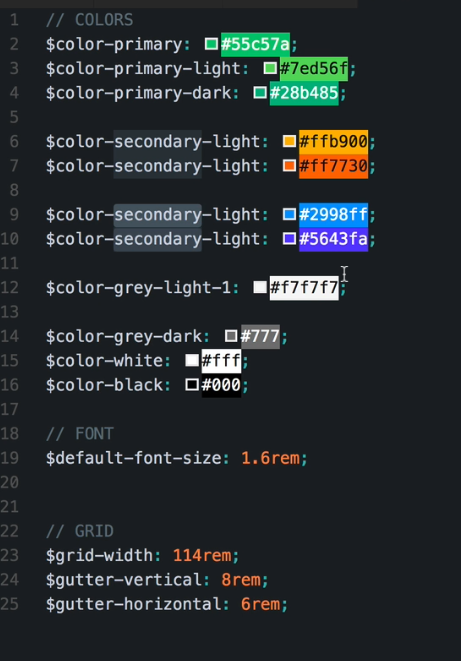 1 // COLORS
2 $color-primary: #55c57a;
3 $color-primary-light: #7ed56f;
4 $color-primary-dark: #28b485;
5
6 $color-secondary-light: #ffb900;
7 $color-secondary-light: #ff7730;
8
9 $color-secondary-light: #2998ff;
10 $color-secondary-light: #5643fa;
11
12 $color-grey-light-1: #f7f7f7;
13
14 $color-grey-dark: #777;
15 $color-white: #fff;
16 $color-black: #000;
17
18 // FONT
19 $default-font-size: 1.6rem;
20
21
22 // GRID
23 $grid-width: 114rem;
24 $gutter-vertical: 8rem;
25 $gutter-horizontal: 6rem;